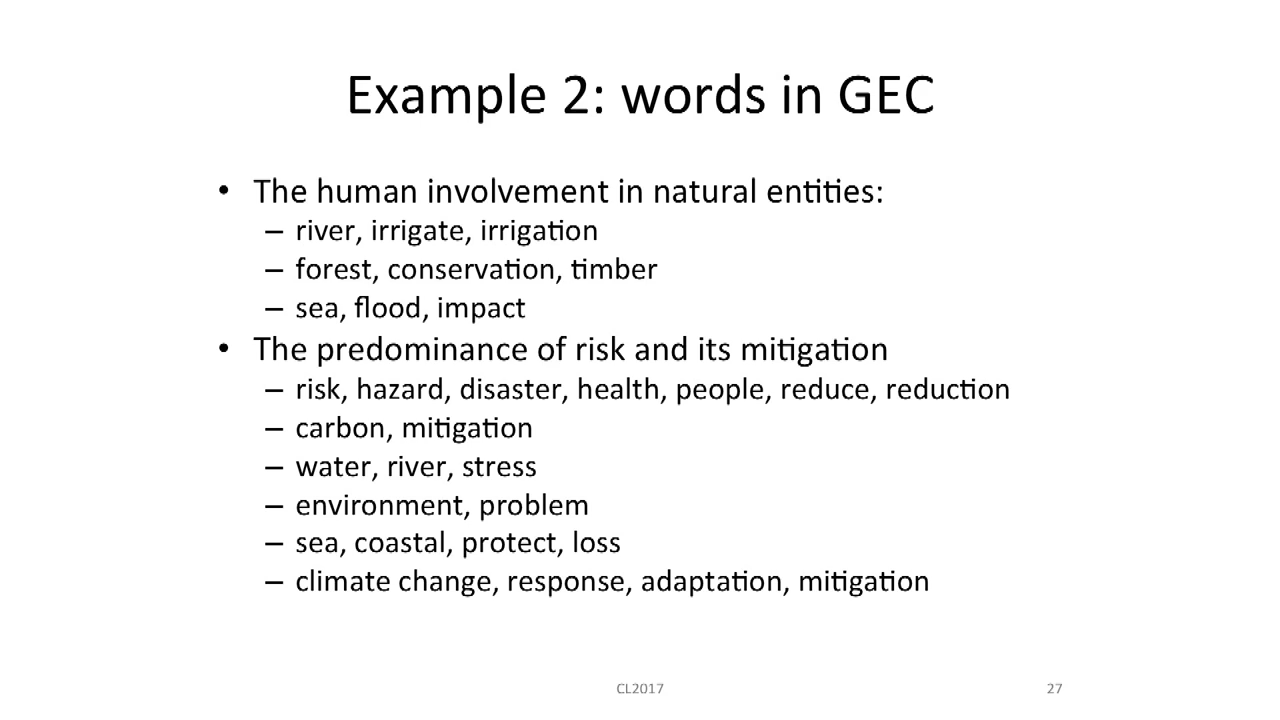 Example 2: words in GEC
• The human involvement in natural entities:
– river, irrigate, irrigation
– forest, conservation, timber
– sea, flood, impact
• The predominance of risk and its mitigation
– risk, hazard, disaster, health, people, reduce, reduction
– carbon, mitigation
– water, river, stress
– environment, problem
– sea, coastal, protect, loss
– climate change, response, adaptation, mitigation
CL2017
27